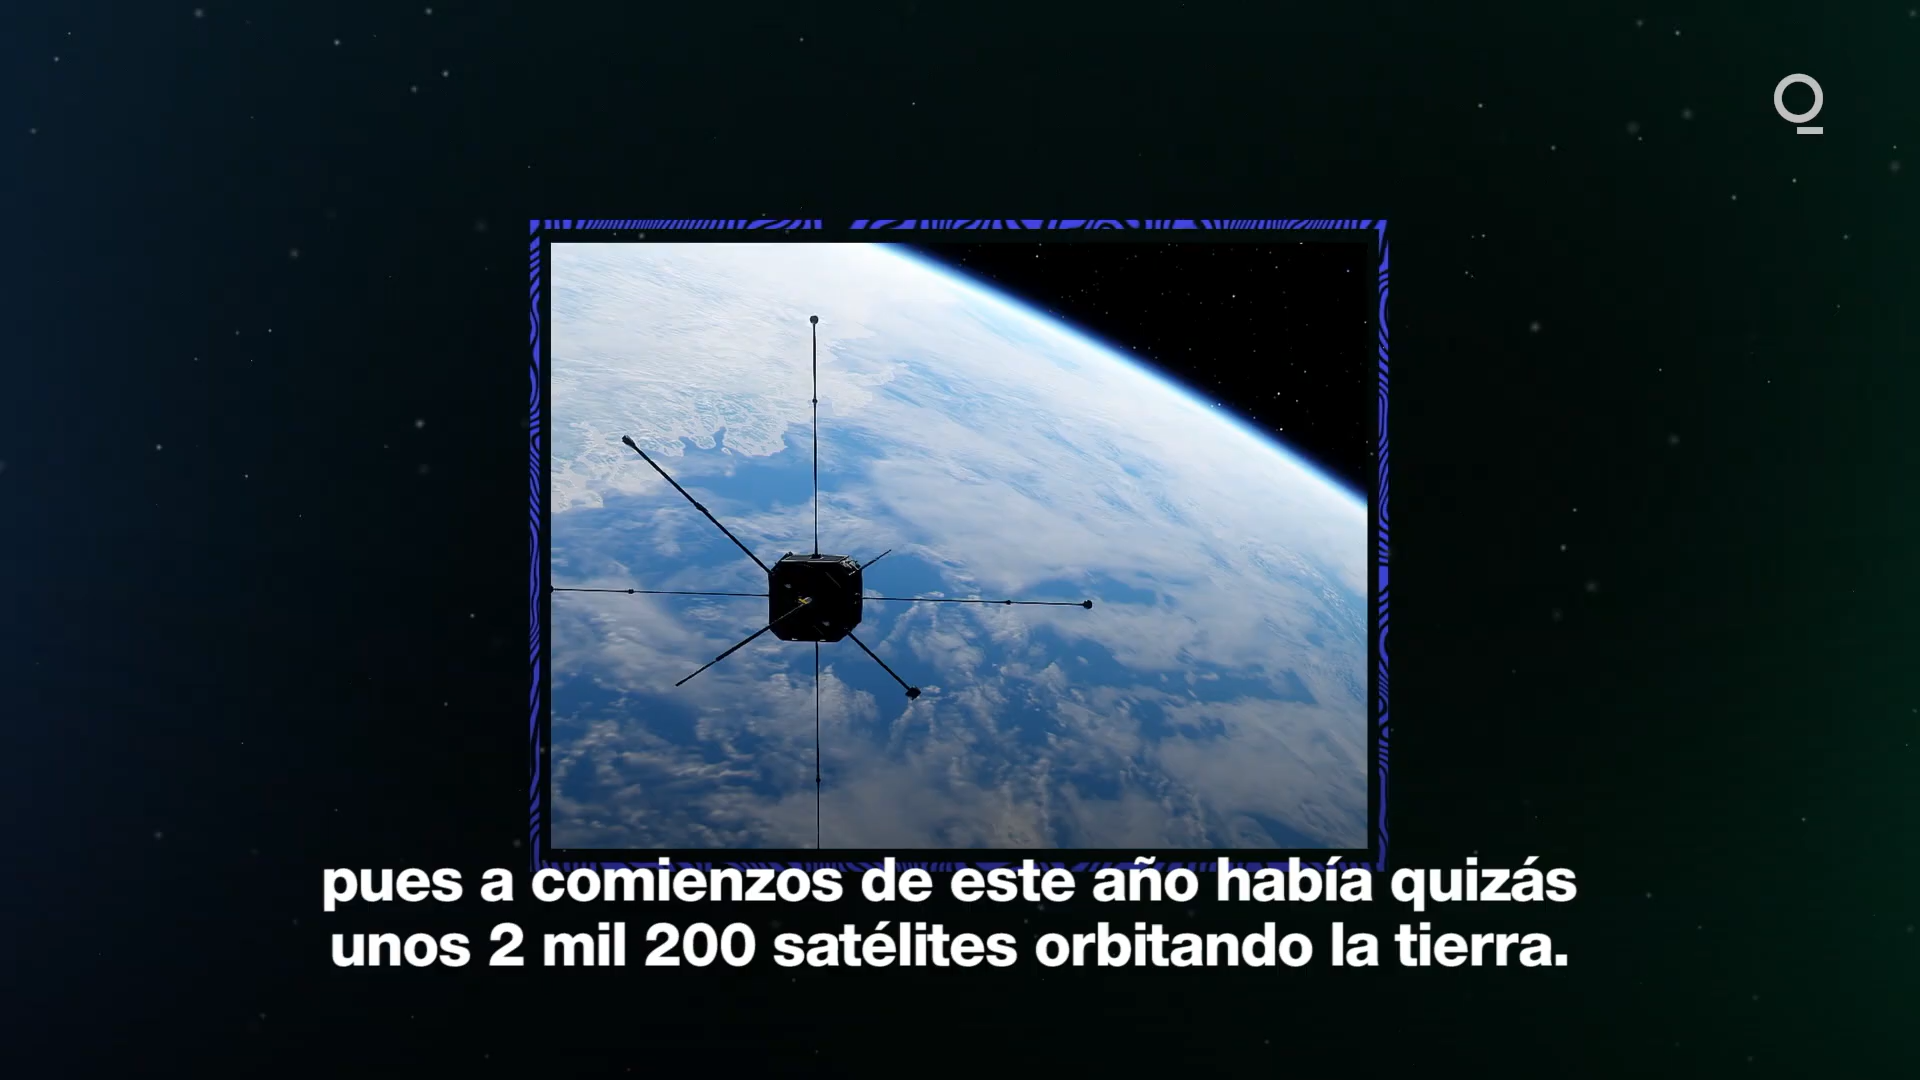 pues a comienzos de este año había quizás
unos 2 mil 200 satélites orbitando la tierra.